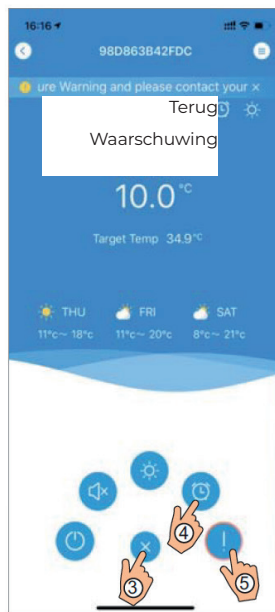 16:16
98D863B42FDC
ure Warning and please contact your ×
Terug
Waarschuwing
10.0°C
Target Temp 34.9°C
THU FRI SAT
11°c~ 18°c 11°c~ 20°c 8°c~ 21°c
④
③ ⑤